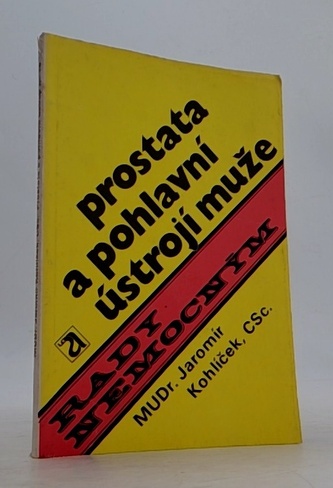 prostata
a pohlavní
ústrojí muže
RADY
NEMOCNÝM
MUDr. Jaromír
Kohlíček, CSc.